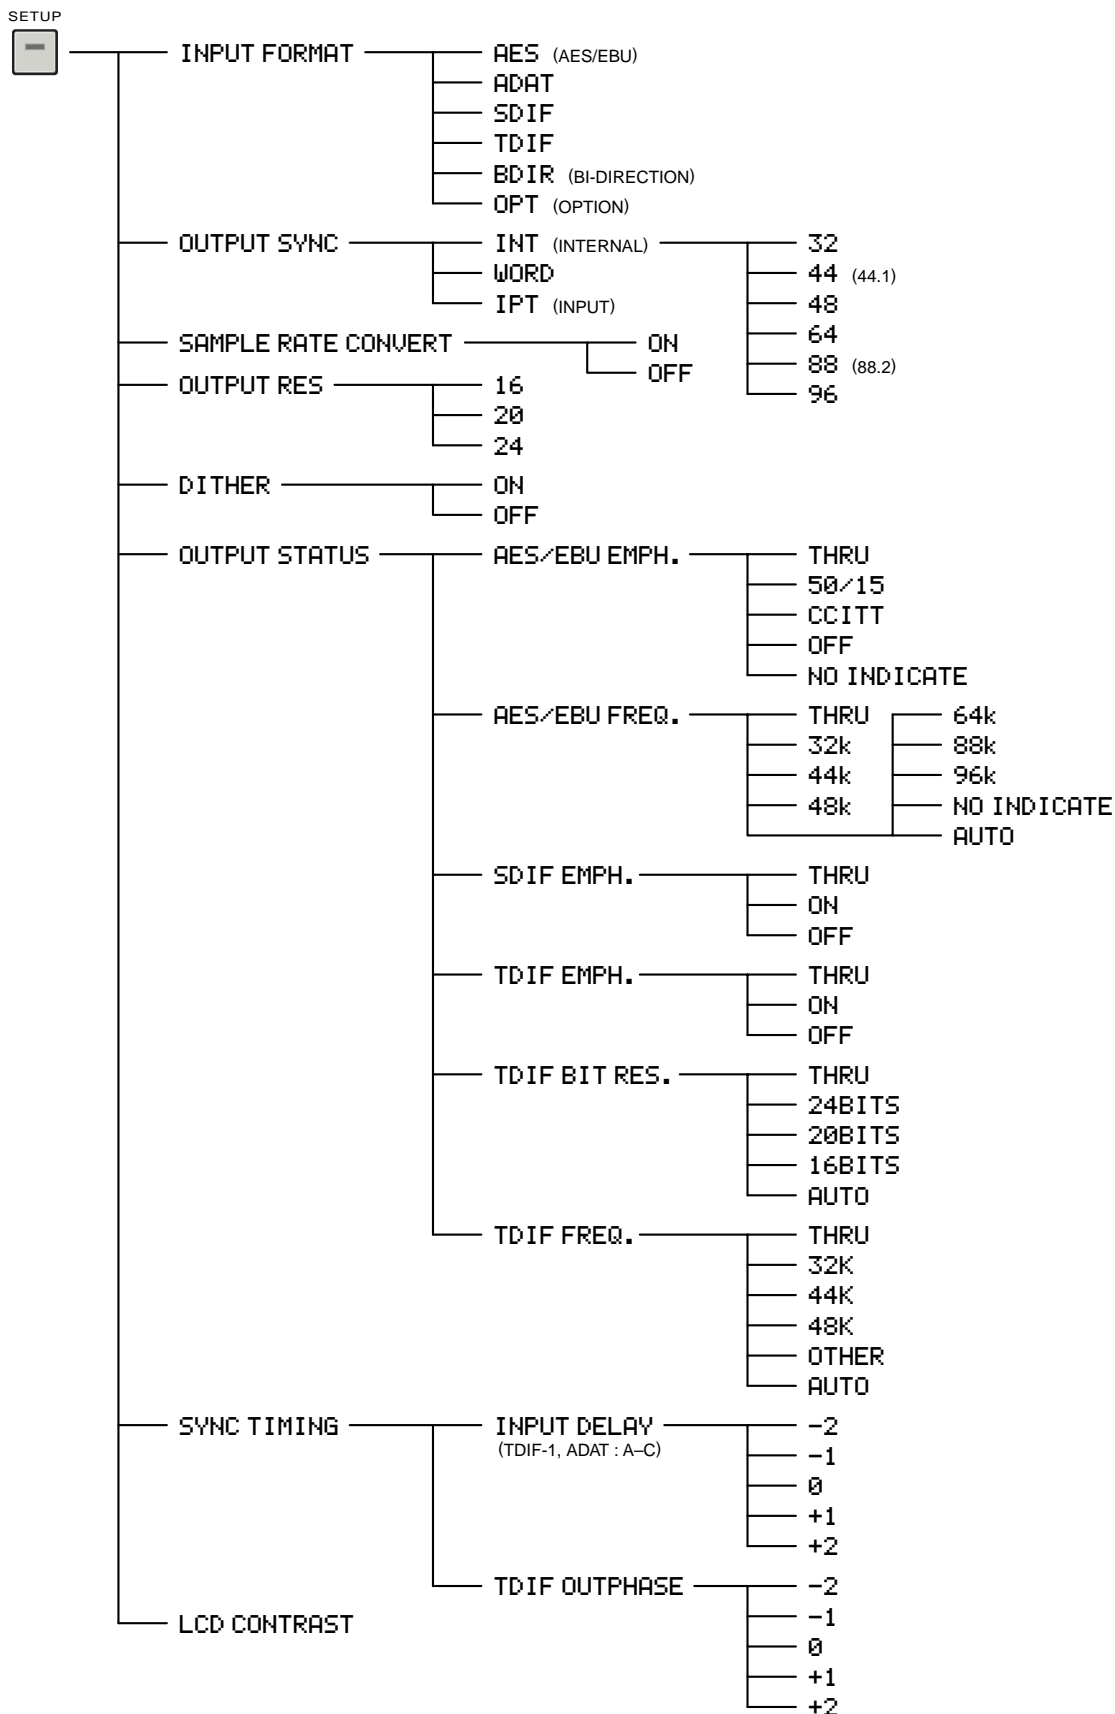 SETUP
INPUT FORMAT
AES (AES/EBU)
ADAT
SDIF
TDIF
BDIR (BI-DIRECTION)
OPT (OPTION)
OUTPUT SYNC
INT (INTERNAL)
WORD
IPT (INPUT)
32
44 (44.1)
48
64
88 (88.2)
96
SAMPLE RATE CONVERT
ON
OFF
OUTPUT RES
16
20
24
DITHER
ON
OFF
OUTPUT STATUS
AES/EBU EMPH.
THRU
50/15
CCITT
OFF
NO INDICATE
AES/EBU FREQ.
THRU
32k
44k
48k
64k
88k
96k
NO INDICATE
AUTO
SDIF EMPH.
THRU
ON
OFF
TDIF EMPH.
THRU
ON
OFF
TDIF BIT RES.
THRU
24BITS
20BITS
16BITS
AUTO
TDIF FREQ.
THRU
32K
44K
48K
OTHER
AUTO
SYNC TIMING
INPUT DELAY
(TDIF-1, ADAT : A–C)
-2
-1
0
+1
+2
TDIF OUTPHASE
-2
-1
0
+1
+2
LCD CONTRAST